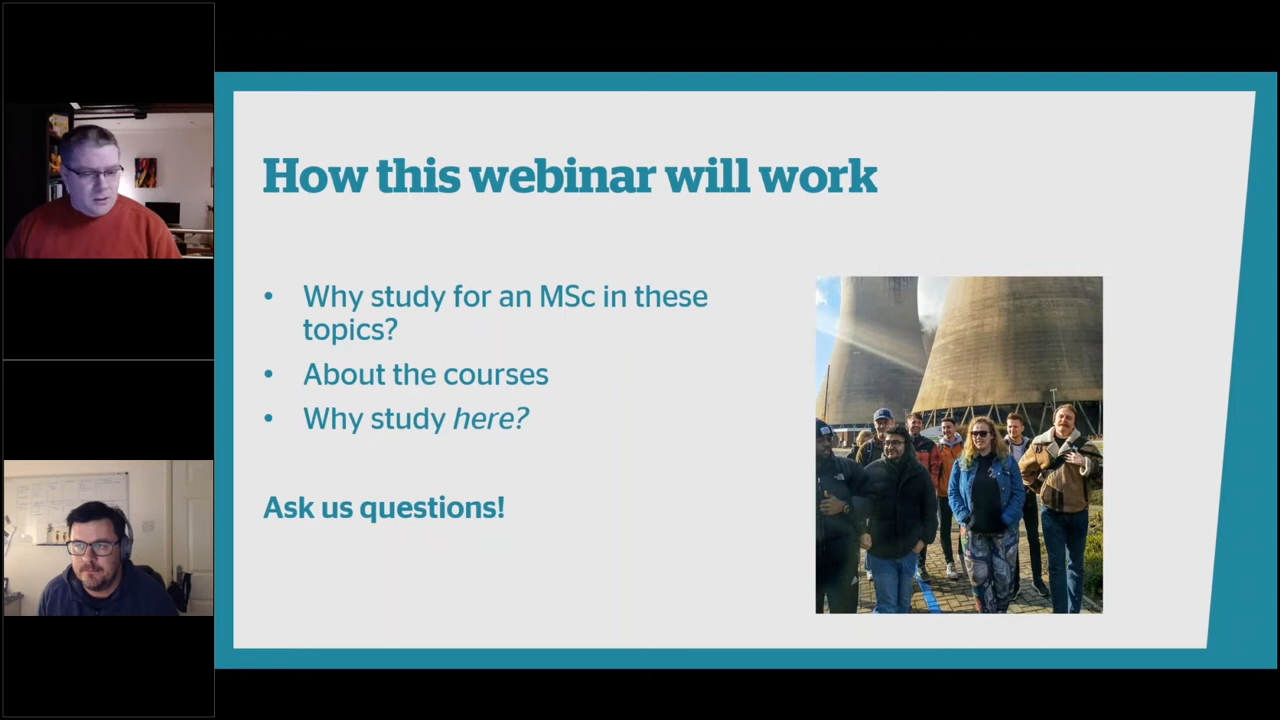 How this webinar will work
• Why study for an MSc in these
topics?
• About the courses
• Why study here?
Ask us questions!